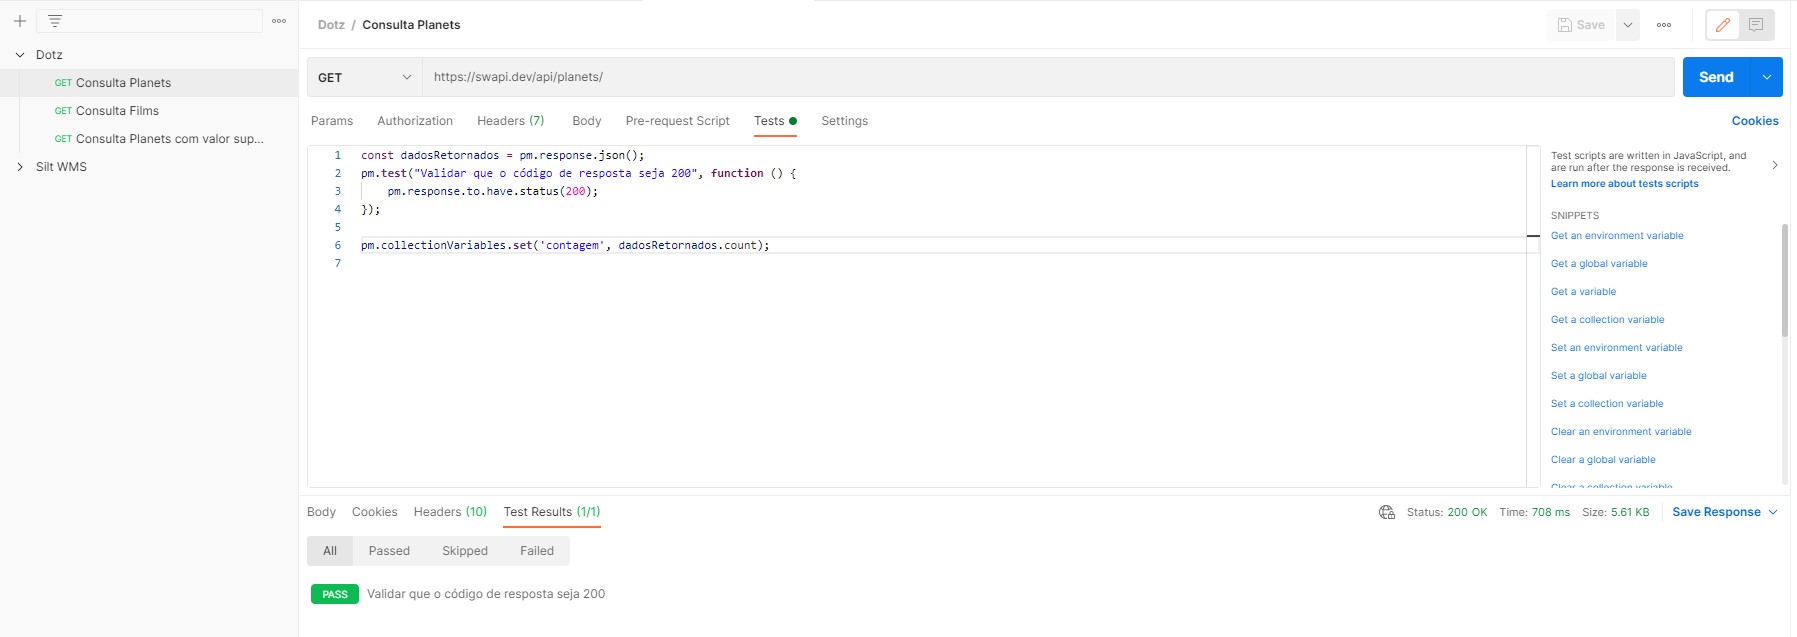 Dotz
GET Consulta Planets
GET Consulta Films
GET Consulta Planets com valor sup...
Silt WMS
Dotz / Consulta Planets
Save
GET
https://swapi.dev/api/planets/
Send
Params Authorization Headers (7) Body Pre-request Script Tests Settings
Cookies
1 const dadosRetornados = pm.response.json();
2 pm.test("Validar que o código de resposta seja 200", function () {
3 pm.response.to.have.status(200);
4 });
5
6 pm.collectionVariables.set('contagem', dadosRetornados.count);
7
Test scripts are written in JavaScript, and
are run after the response is received.
Learn more about tests scripts
SNIPPETS
Get an environment variable
Get a global variable
Get a variable
Get a collection variable
Set an environment variable
Set a global variable
Set a collection variable
Clear an environment variable
Clear a global variable
Clear a collection variable
Body Cookies Headers (10) Test Results (1/1)
Status: 200 OK Time: 708 ms Size: 5.61 KB Save Response
All Passed Skipped Failed
PASS Validar que o código de resposta seja 200